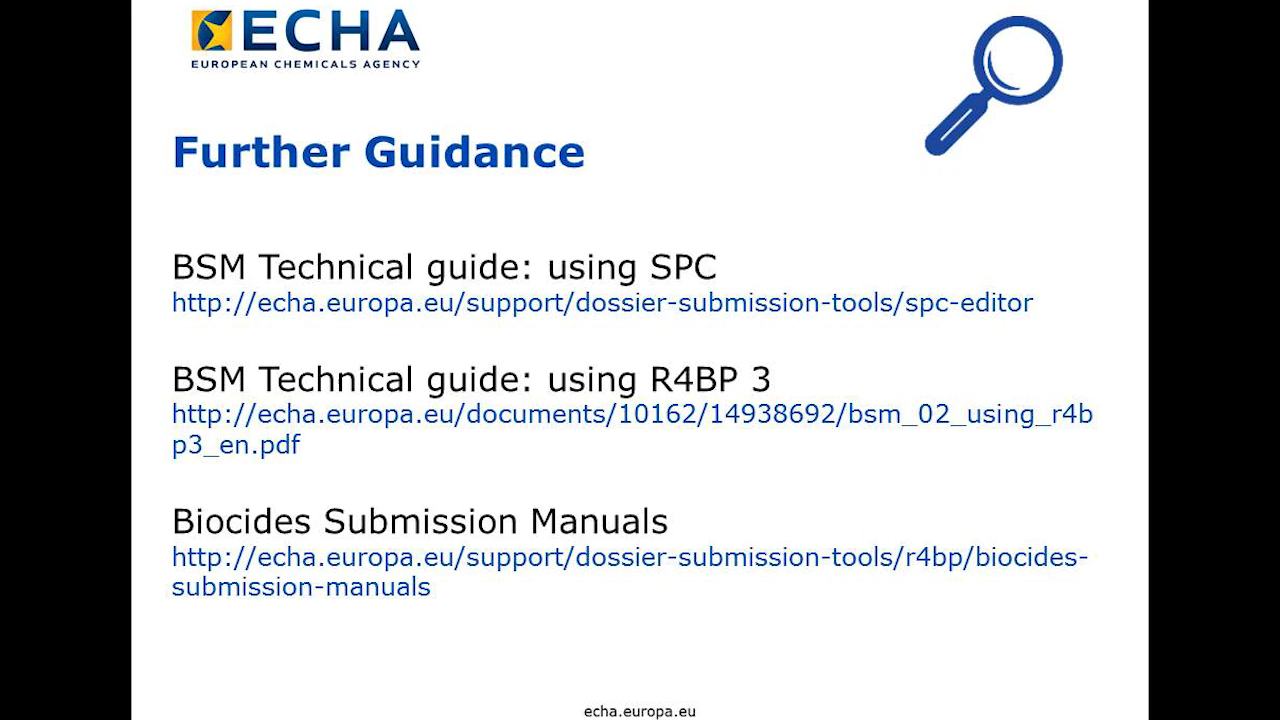 ECHA
EUROPEAN CHEMICALS AGENCY
Further Guidance
BSM Technical guide: using SPC
http://echa.europa.eu/support/dossier-submission-tools/spc-editor
BSM Technical guide: using R4BP 3
http://echa.europa.eu/documents/10162/14938692/bsm_02_using_r4b
p3_en.pdf
Biocides Submission Manuals
http://echa.europa.eu/support/dossier-submission-tools/r4bp/biocides-
submission-manuals
echa.europa.eu